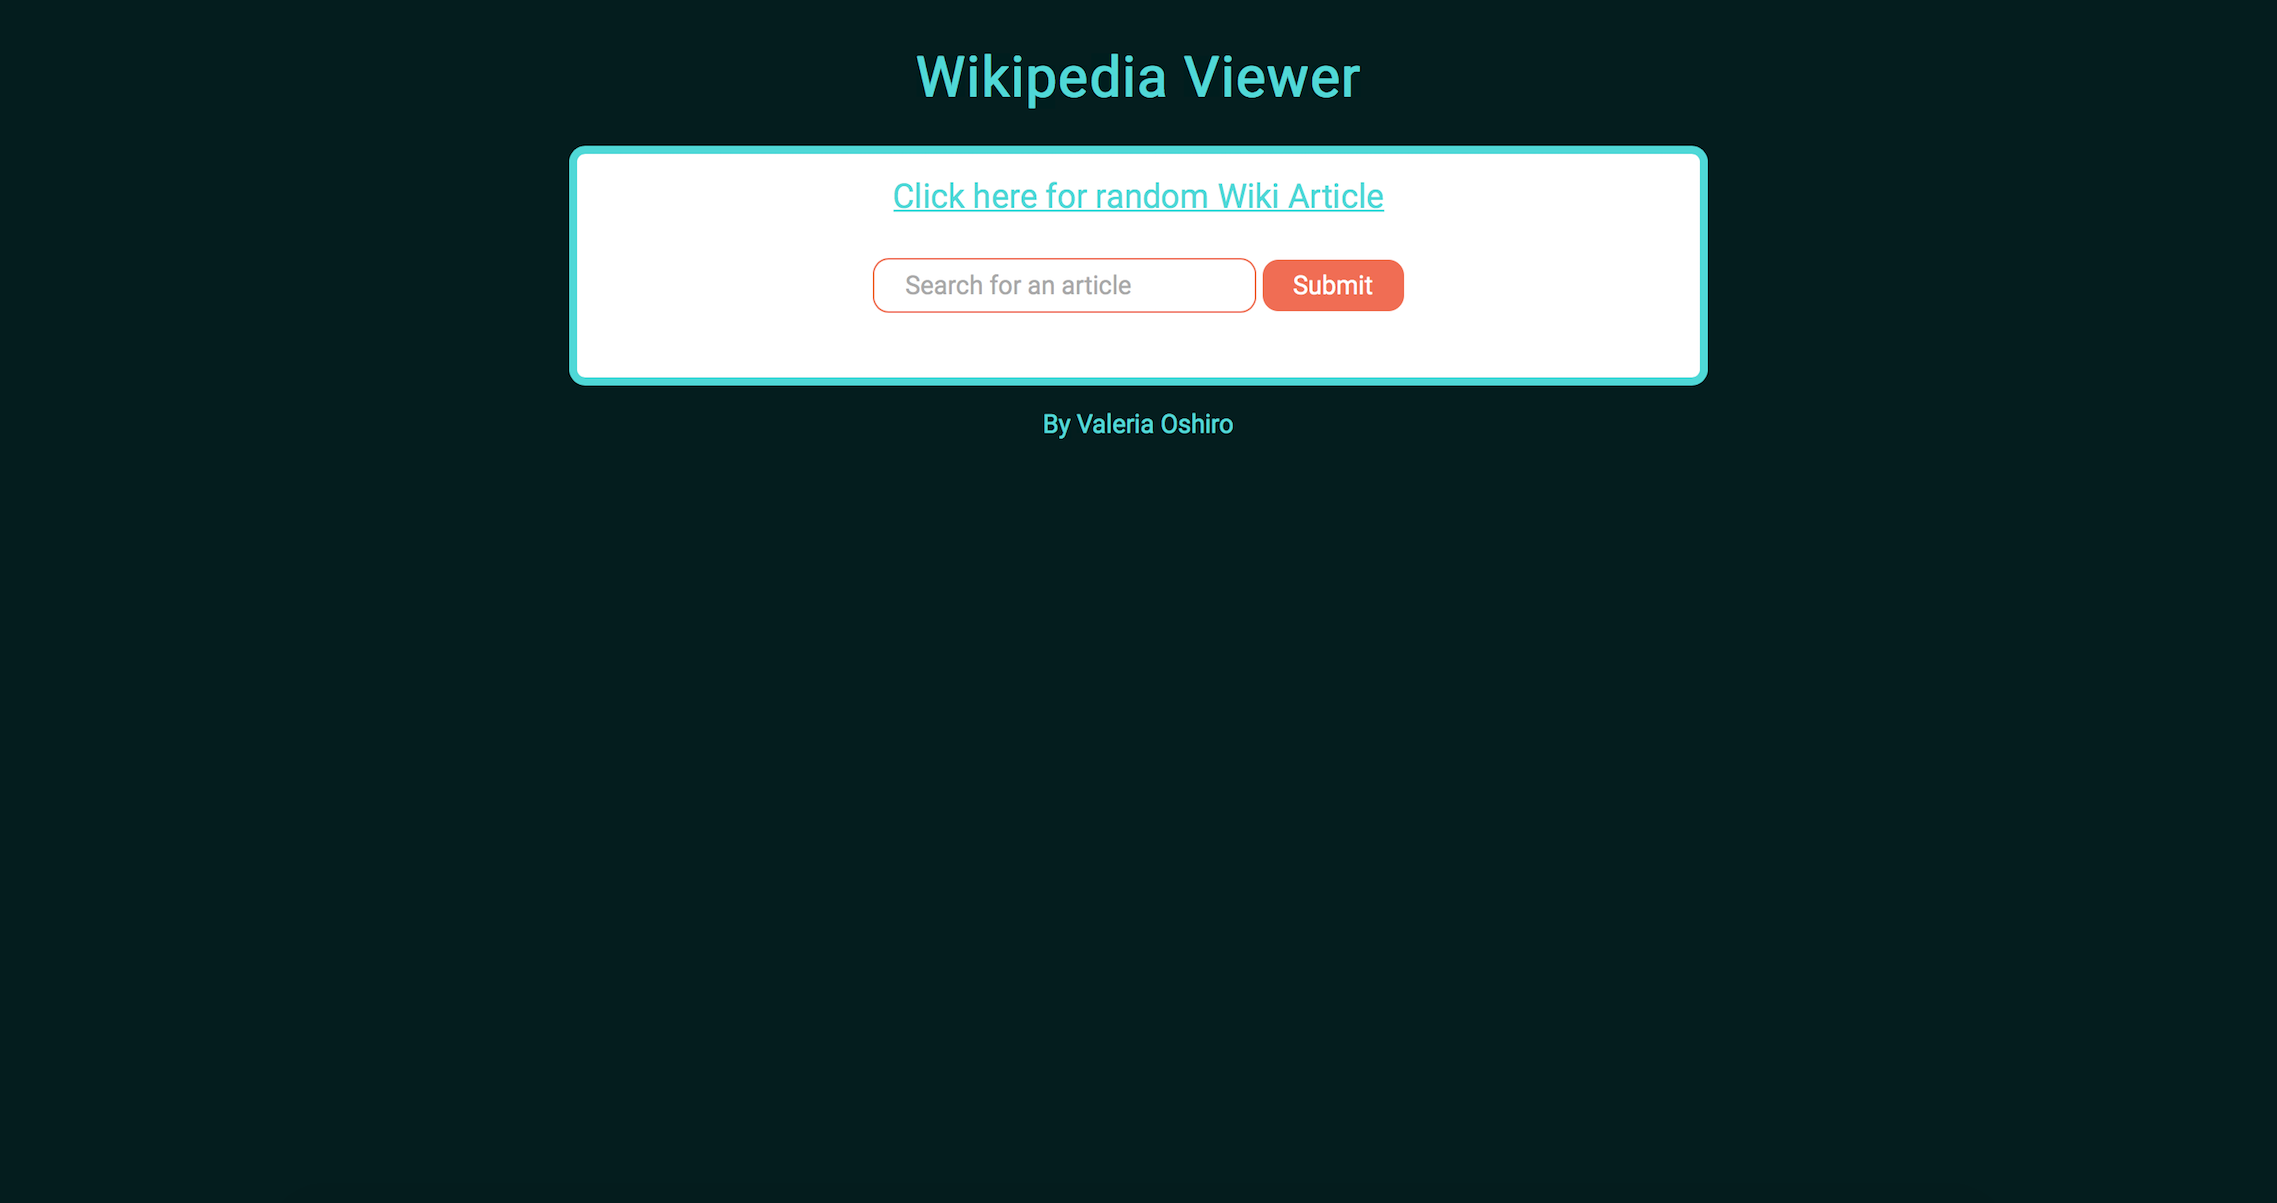 Wikipedia Viewer
Click here for random Wiki Article
Search for an article
Submit
By Valeria Oshiro